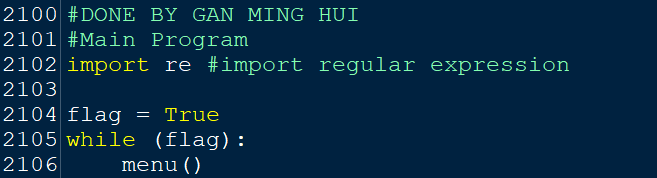 2100 #DONE BY GAN MING HUI
2101 #Main Program
2102 import re #import regular expression
2103
2104 flag = True
2105 while (flag):
2106     menu()